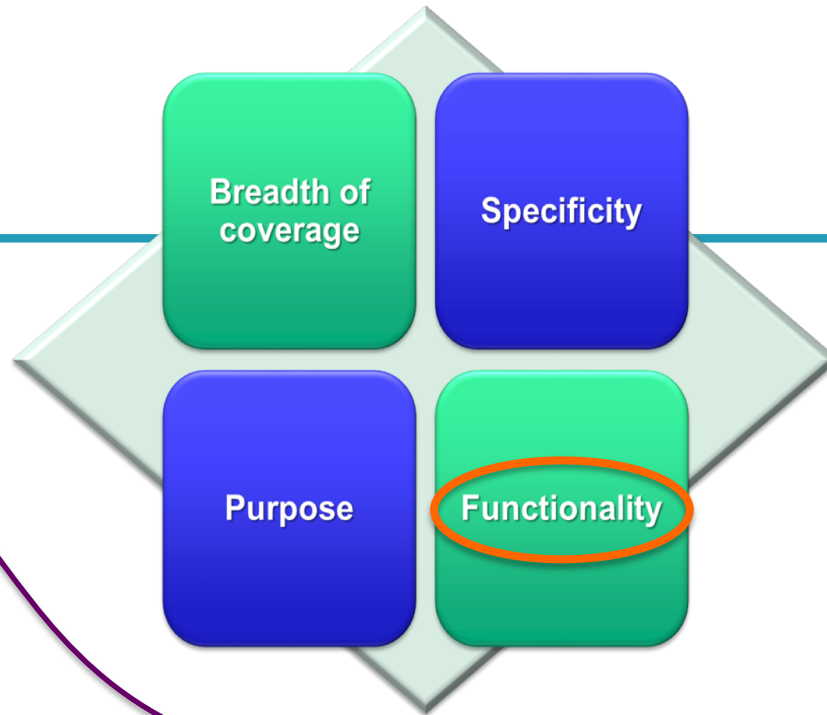 Breadth of
coverage
Specificity
Purpose
Functionality